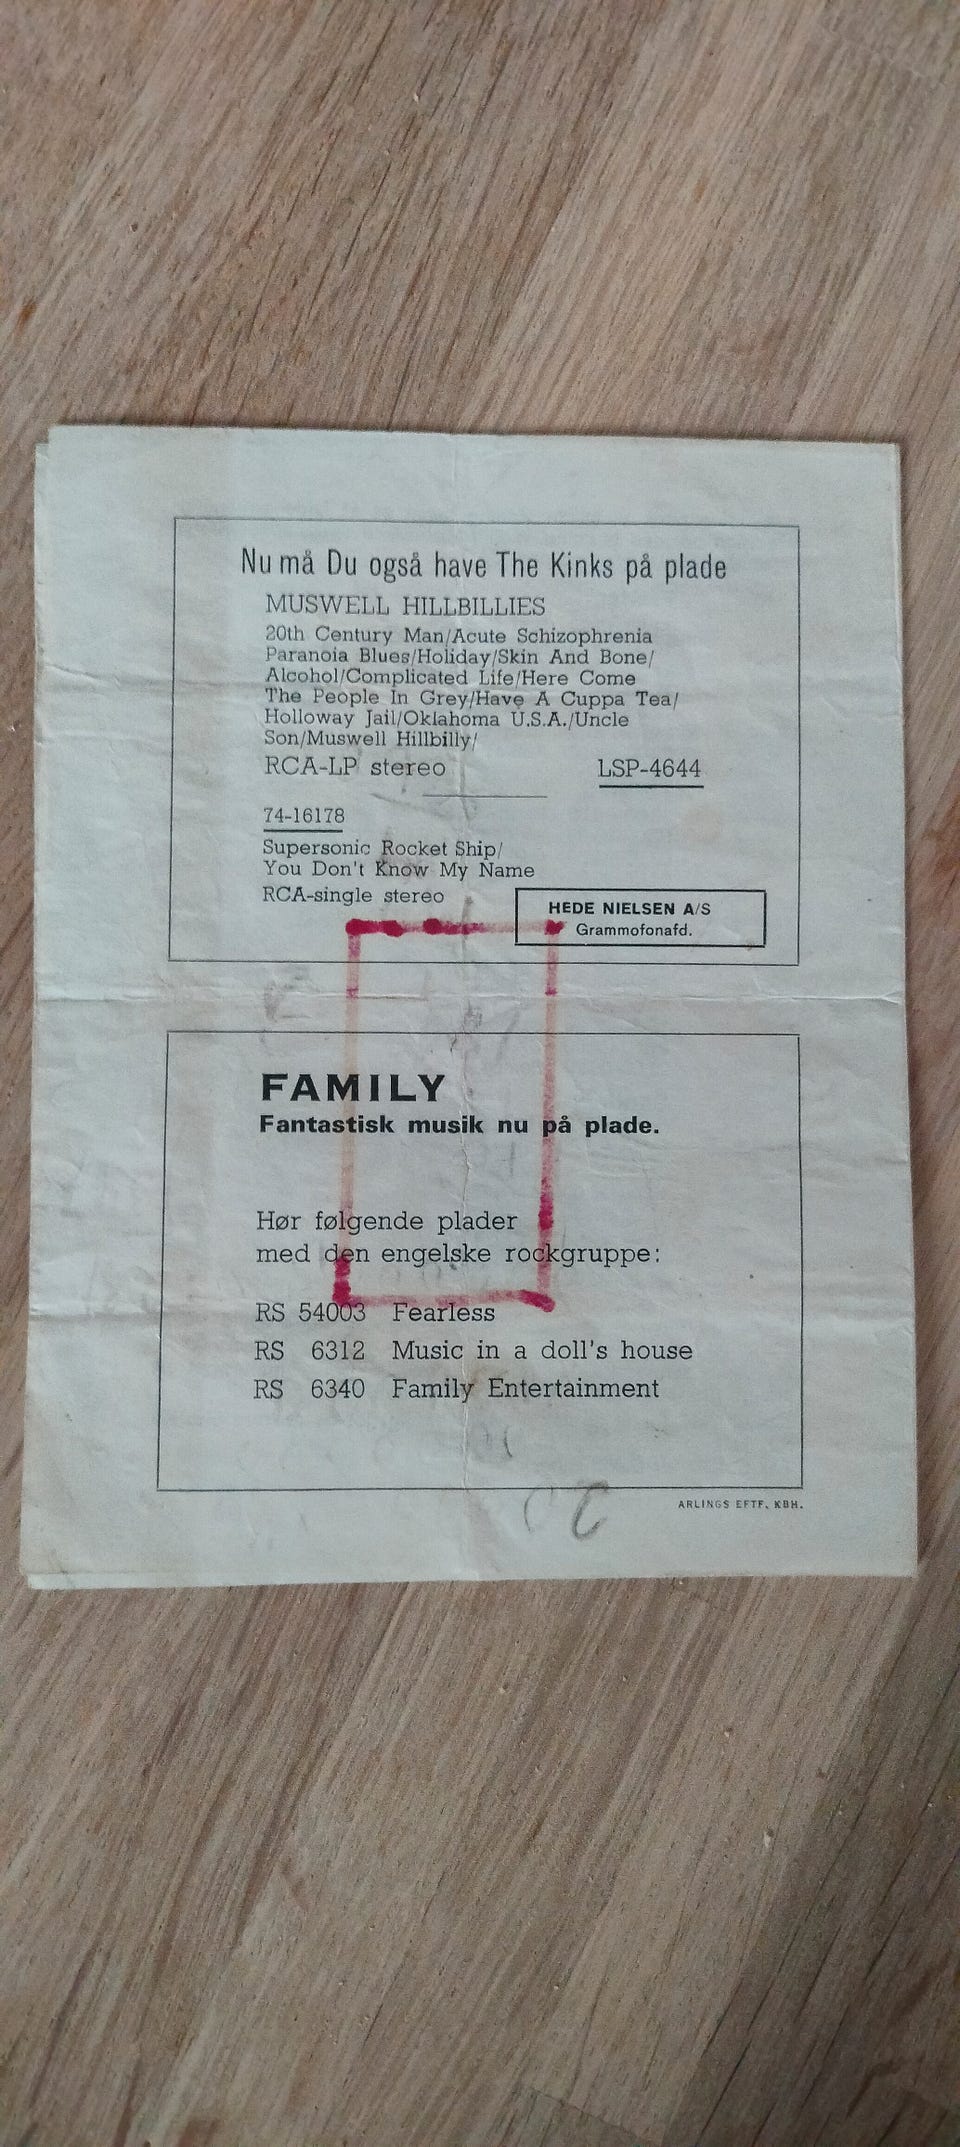 Nu må Du også have The Kinks på plade
MUSWELL HILLBILLIES
20th Century Man/Acute Schizophrenia
Paranoia Blues/Holiday/Skin And Bone/
Alcohol/Complicated Life/Here Come
The People In Grey/Have A Cuppa Tea/
Holloway Jail/Oklahoma U.S.A./Uncle
Son/Muswell Hillbilly/
RCA-LP stereo LSP-4644
74-16178
Supersonic Rocket Ship/
You Don't Know My Name
RCA-single stereo
HEDE NIELSEN A/S
Grammofonafd.
FAMILY
Fantastisk musik nu på plade.
Hør følgende plader
med den engelske rockgruppe:
RS 54003 Fearless
RS 6312 Music in a doll's house
RS 6340 Family Entertainment
ARLINGS EFTF. KBH.